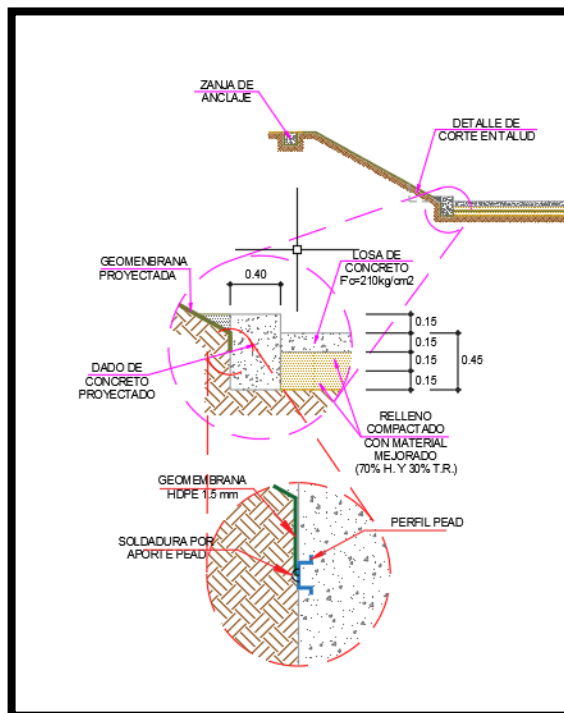 ZANJA DE
ANCLAJE
DETALLE DE
CORTE EN TALUD
GEOMENBRANA
PROYECTADA
0.40
LOSA DE
CONCRETO
F'c=210kg/cm2
0.15
0.15
0.15
0.15
0.45
DADO DE
CONCRETO
PROYECTADO
RELLENO
COMPACTADO
CON MATERIAL
MEJORADO
(70% H. Y 30% T.R.)
GEOMEMBRANA
HDPE 1.5 mm
PERFIL PEAD
SOLDADURA POR
APORTE PEAD